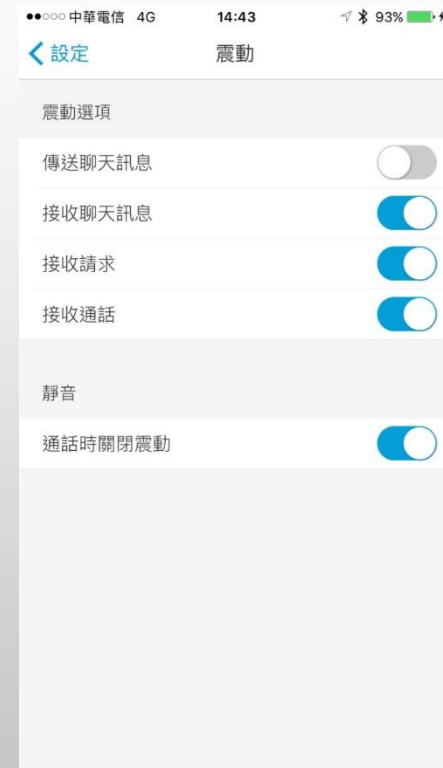 中華電信 4G 14:43 93%
設定 震動
震動選項
傳送聊天訊息
接收聊天訊息
接收請求
接收通話
靜音
通話時關閉震動